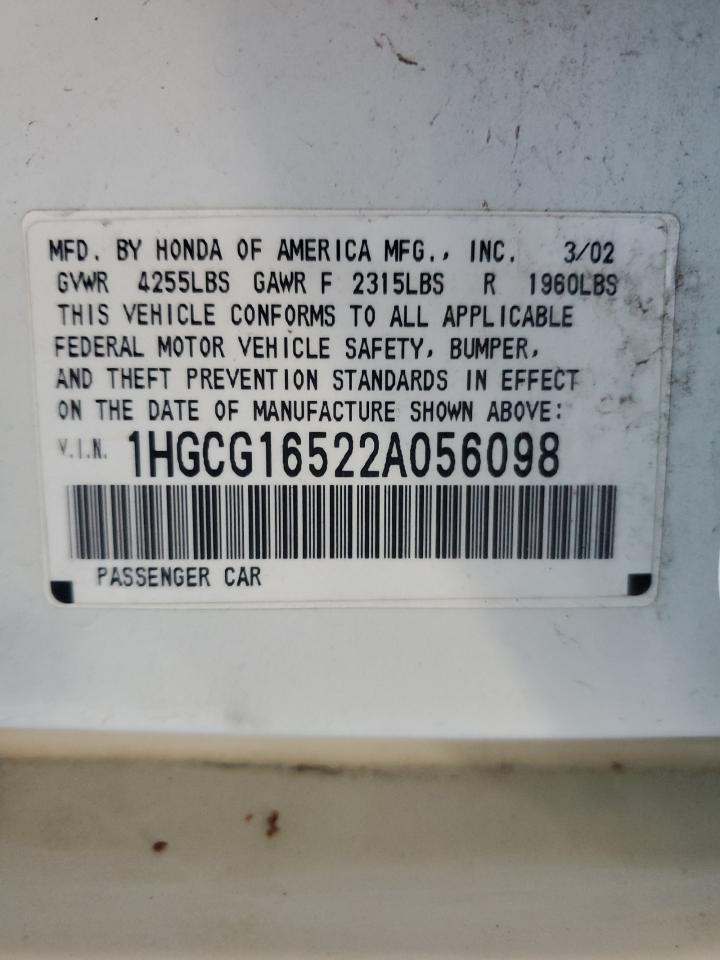 MFD. BY HONDA OF AMERICA MFG., INC. 3/02
GVWR 4255LBS GAWR F 2315LBS R 1960LBS
THIS VEHICLE CONFORMS TO ALL APPLICABLE
FEDERAL MOTOR VEHICLE SAFETY, BUMPER,
AND THEFT PREVENTION STANDARDS IN EFFECT
ON THE DATE OF MANUFACTURE SHOWN ABOVE:
V.I.N. 1HGCG16522A056098
PASSENGER CAR